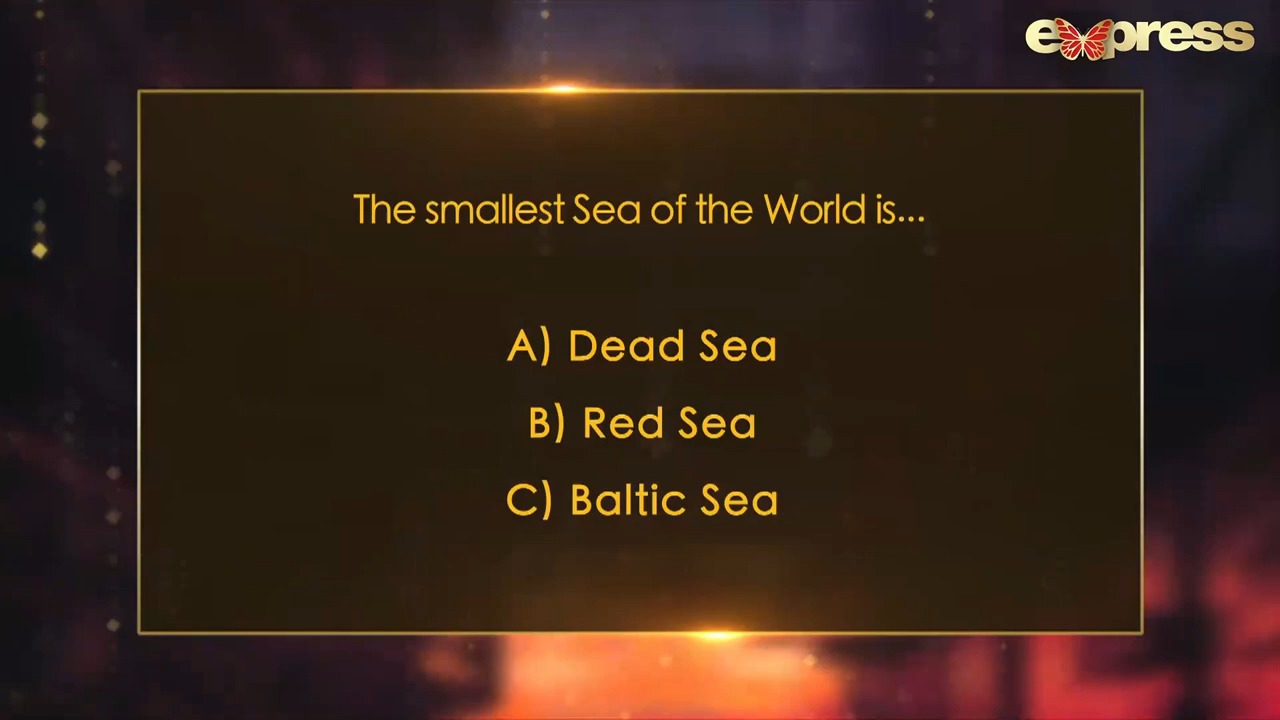 express
The smallest Sea of the World is...
A) Dead Sea
B) Red Sea
C) Baltic Sea